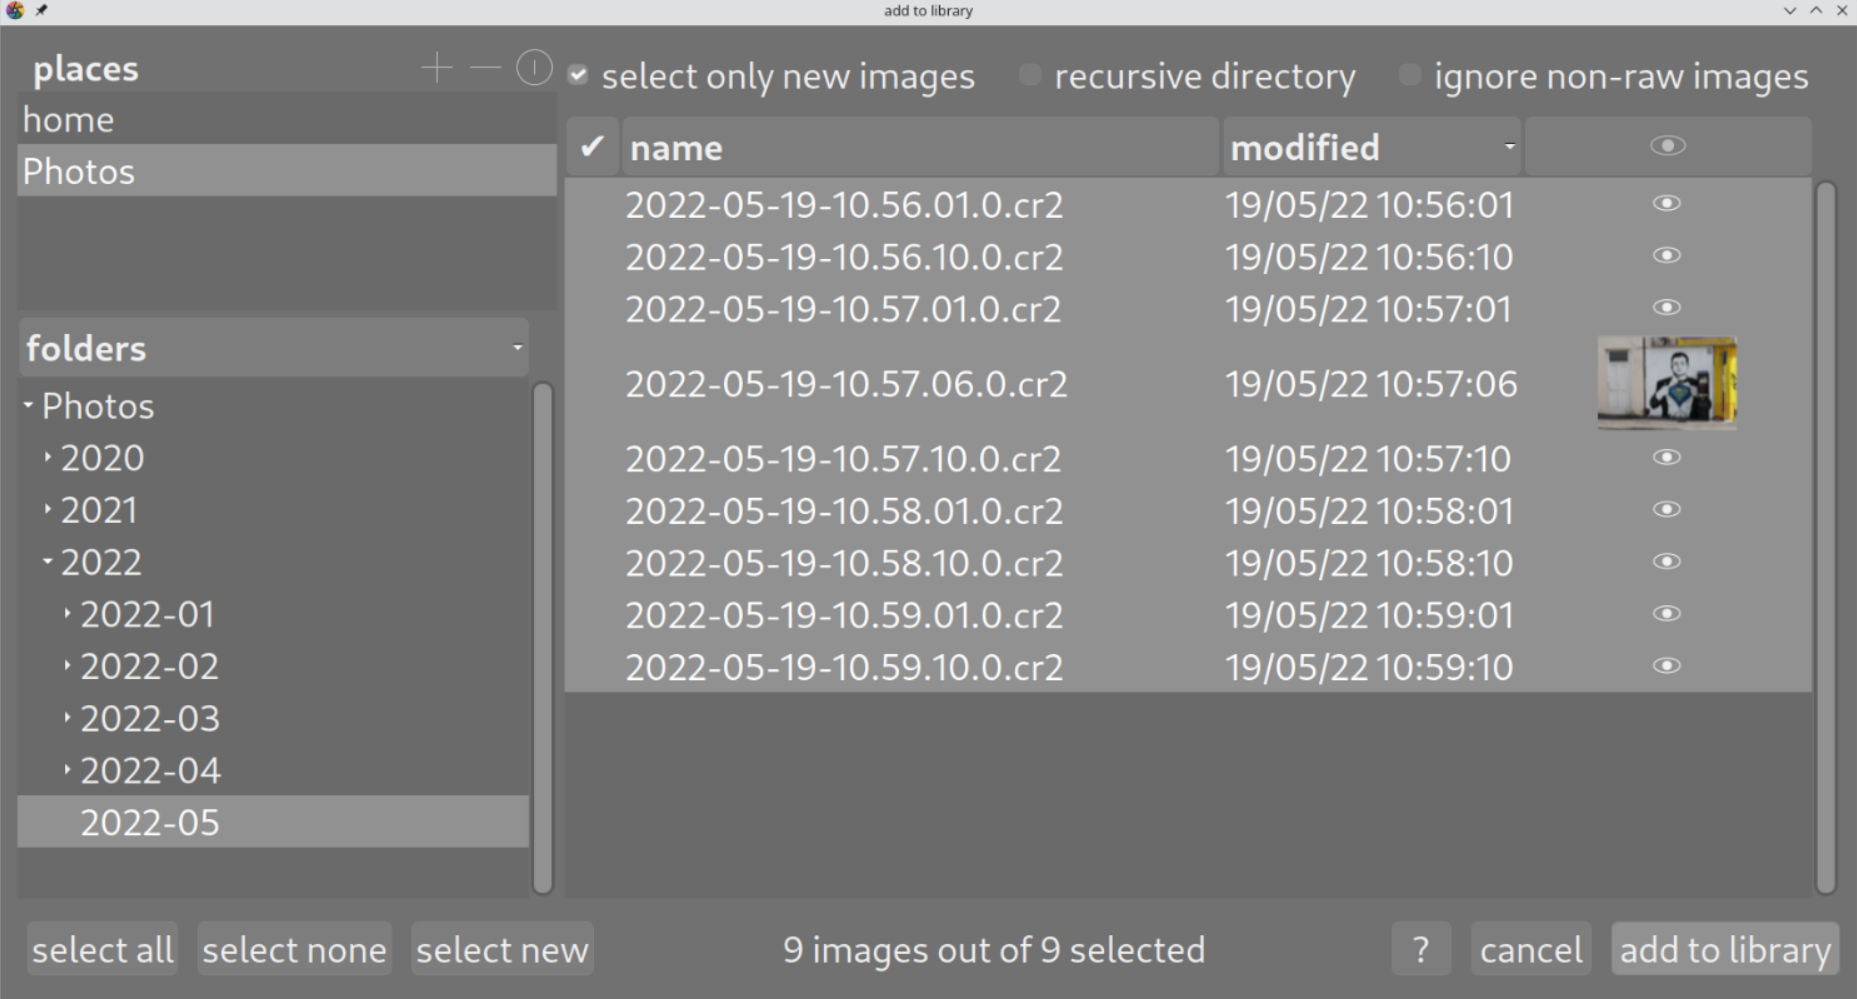 add to library
places
home
Photos
folders
Photos
2020
2021
2022
2022-01
2022-02
2022-03
2022-04
2022-05
select only new images recursive directory ignore non-raw images
✔ name modified
2022-05-19-10.56.01.0.cr2 19/05/22 10:56:01
2022-05-19-10.56.10.0.cr2 19/05/22 10:56:10
2022-05-19-10.57.01.0.cr2 19/05/22 10:57:01
2022-05-19-10.57.06.0.cr2 19/05/22 10:57:06
2022-05-19-10.57.10.0.cr2 19/05/22 10:57:10
2022-05-19-10.58.01.0.cr2 19/05/22 10:58:01
2022-05-19-10.58.10.0.cr2 19/05/22 10:58:10
2022-05-19-10.59.01.0.cr2 19/05/22 10:59:01
2022-05-19-10.59.10.0.cr2 19/05/22 10:59:10
select all select none select new 9 images out of 9 selected ? cancel add to library